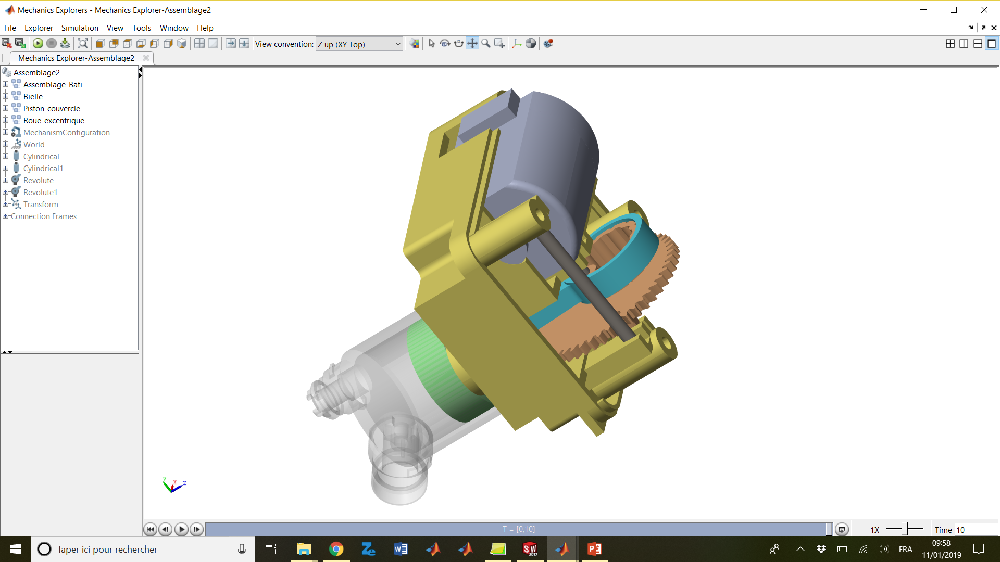 Mechanics Explorers - Mechanics Explorer-Assemblage2
File Explorer Simulation View Tools Window Help
View convention: Z up (XY Top)
Mechanics Explorer-Assemblage2
Assemblage2
Assemblage_Bati
Bielle
Piston_couvercle
Roue_excentrique
MechanismConfiguration
World
Cylindrical
Cylindrical1
Revolute
Revolute1
Transform
Connection Frames
Y X Z
T = [0,10]
1X
Time 10
Taper ici pour rechercher
SW
2017
FRA
09:58
11/01/2019